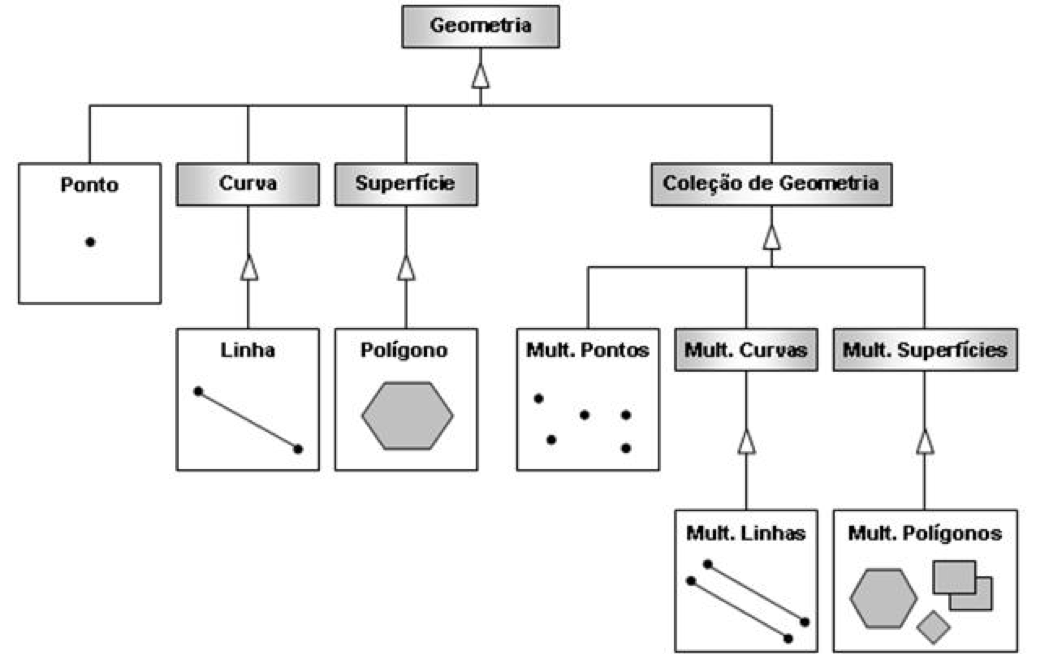 Geometria
Ponto
Curva
Superfície
Coleção de Geometria
Linha
Polígono
Mult. Pontos
Mult. Curvas
Mult. Superfícies
Mult. Linhas
Mult. Polígonos